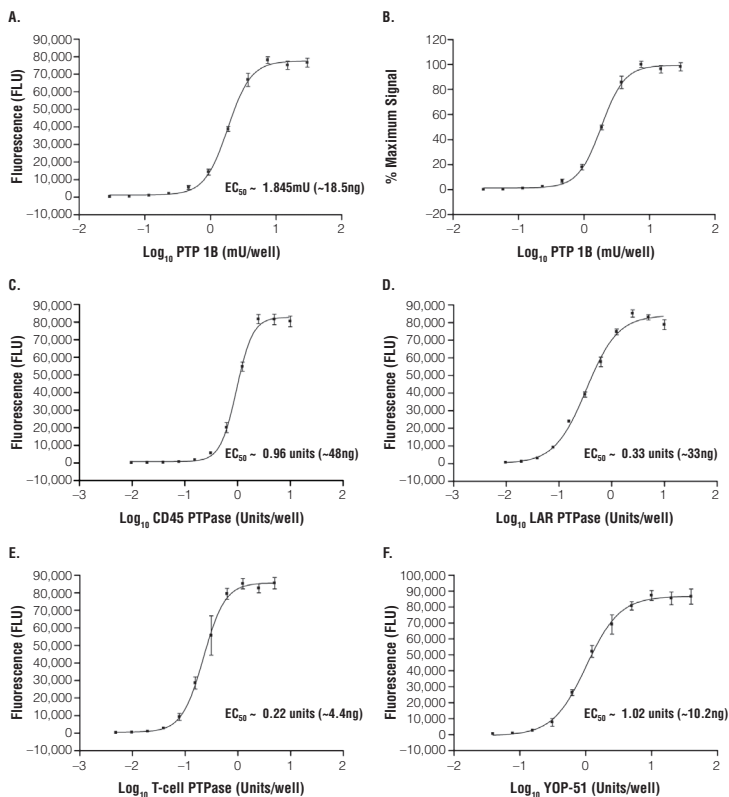 A.
Fluorescence (FLU)
90,000
80,000
70,000
60,000
50,000
40,000
30,000
20,000
10,000
0
−10,000
EC50 ~ 1.845mU (~18.5ng)
−2 −1 0 1 2
Log10 PTP 1B (mU/well)
B.
% Maximum Signal
120
100
80
60
40
20
0
−20
−2 −1 0 1 2
Log10 PTP 1B (mU/well)
C.
Fluorescence (FLU)
90,000
80,000
70,000
60,000
50,000
40,000
30,000
20,000
10,000
0
−10,000
EC50 ~ 0.96 units (~48ng)
−3 −2 −1 0 1 2
Log10 CD45 PTPase (Units/well)
D.
Fluorescence (FLU)
90,000
80,000
70,000
60,000
50,000
40,000
30,000
20,000
10,000
0
−10,000
EC50 ~ 0.33 units (~33ng)
−3 −2 −1 0 1 2
Log10 LAR PTPase (Units/well)
E.
Fluorescence (FLU)
90,000
80,000
70,000
60,000
50,000
40,000
30,000
20,000
10,000
0
−10,000
EC50 ~ 0.22 units (~4.4ng)
−3 −2 −1 0 1 2
Log10 T-cell PTPase (Units/well)
F.
Fluorescence (FLU)
100,000
90,000
80,000
70,000
60,000
50,000
40,000
30,000
20,000
10,000
0
−10,000
EC50 ~ 1.02 units (~10.2ng)
−2 −1 0 1 2
Log10 YOP-51 (Units/well)